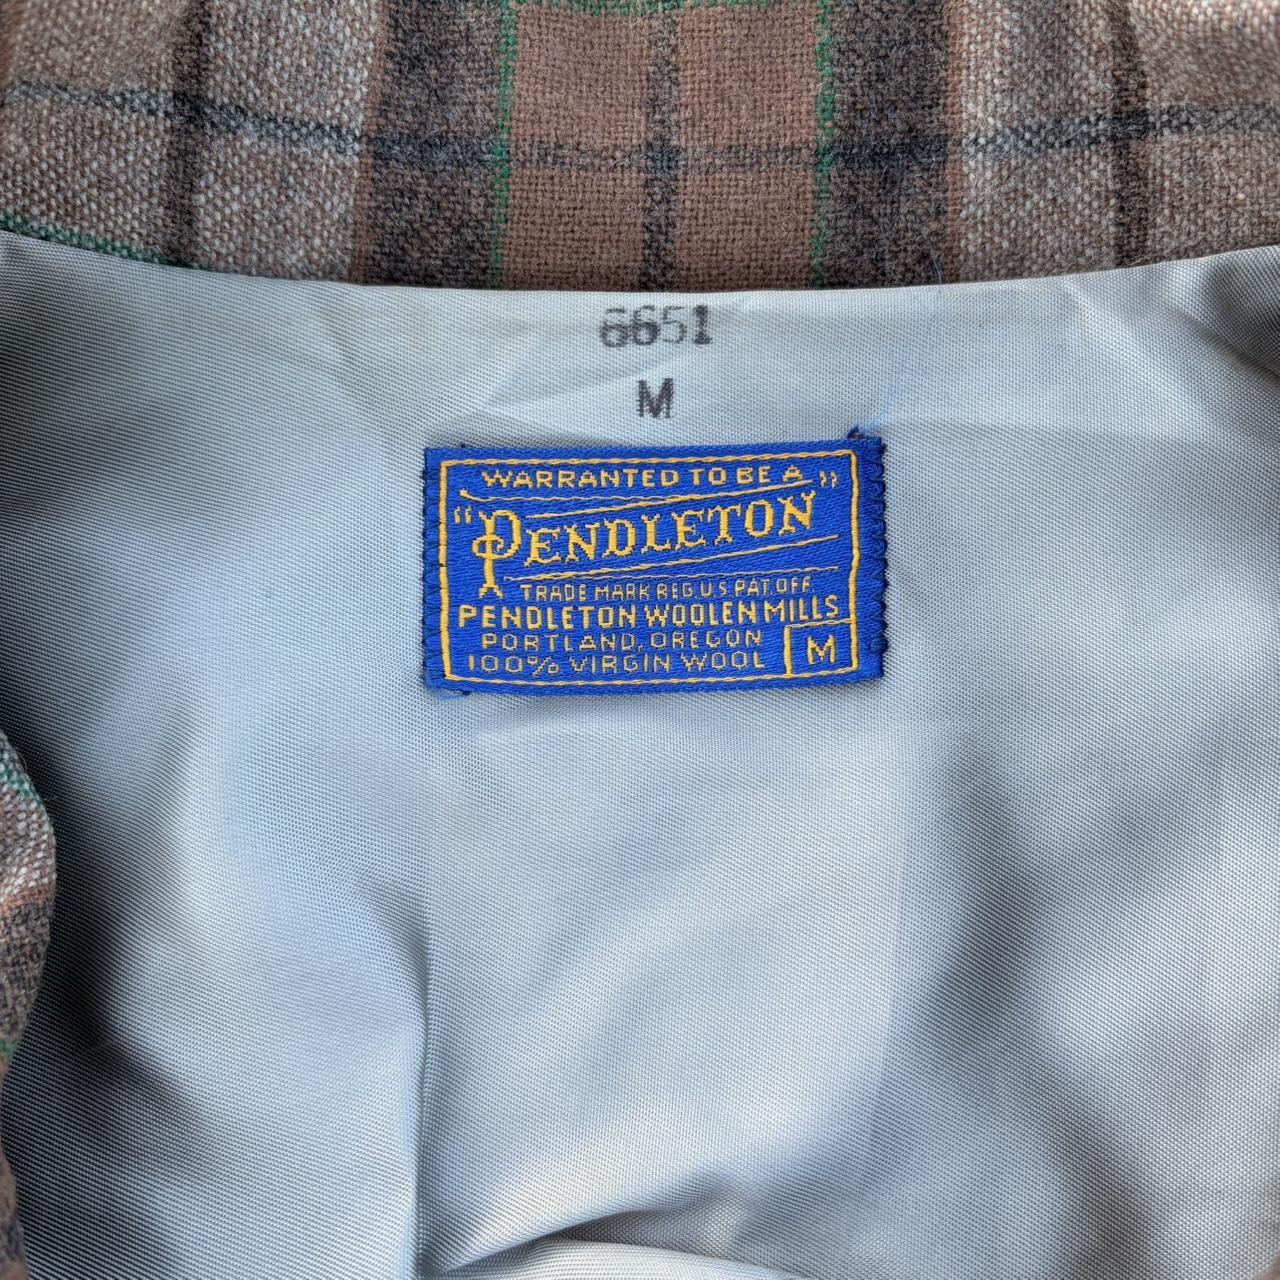 6651
M
WARRANTED TO BE A
"PENDLETON"
TRADE MARK REG. U.S. PAT. OFF.
PENDLETON WOOLEN MILLS
PORTLAND, OREGON
100% VIRGIN WOOL
M